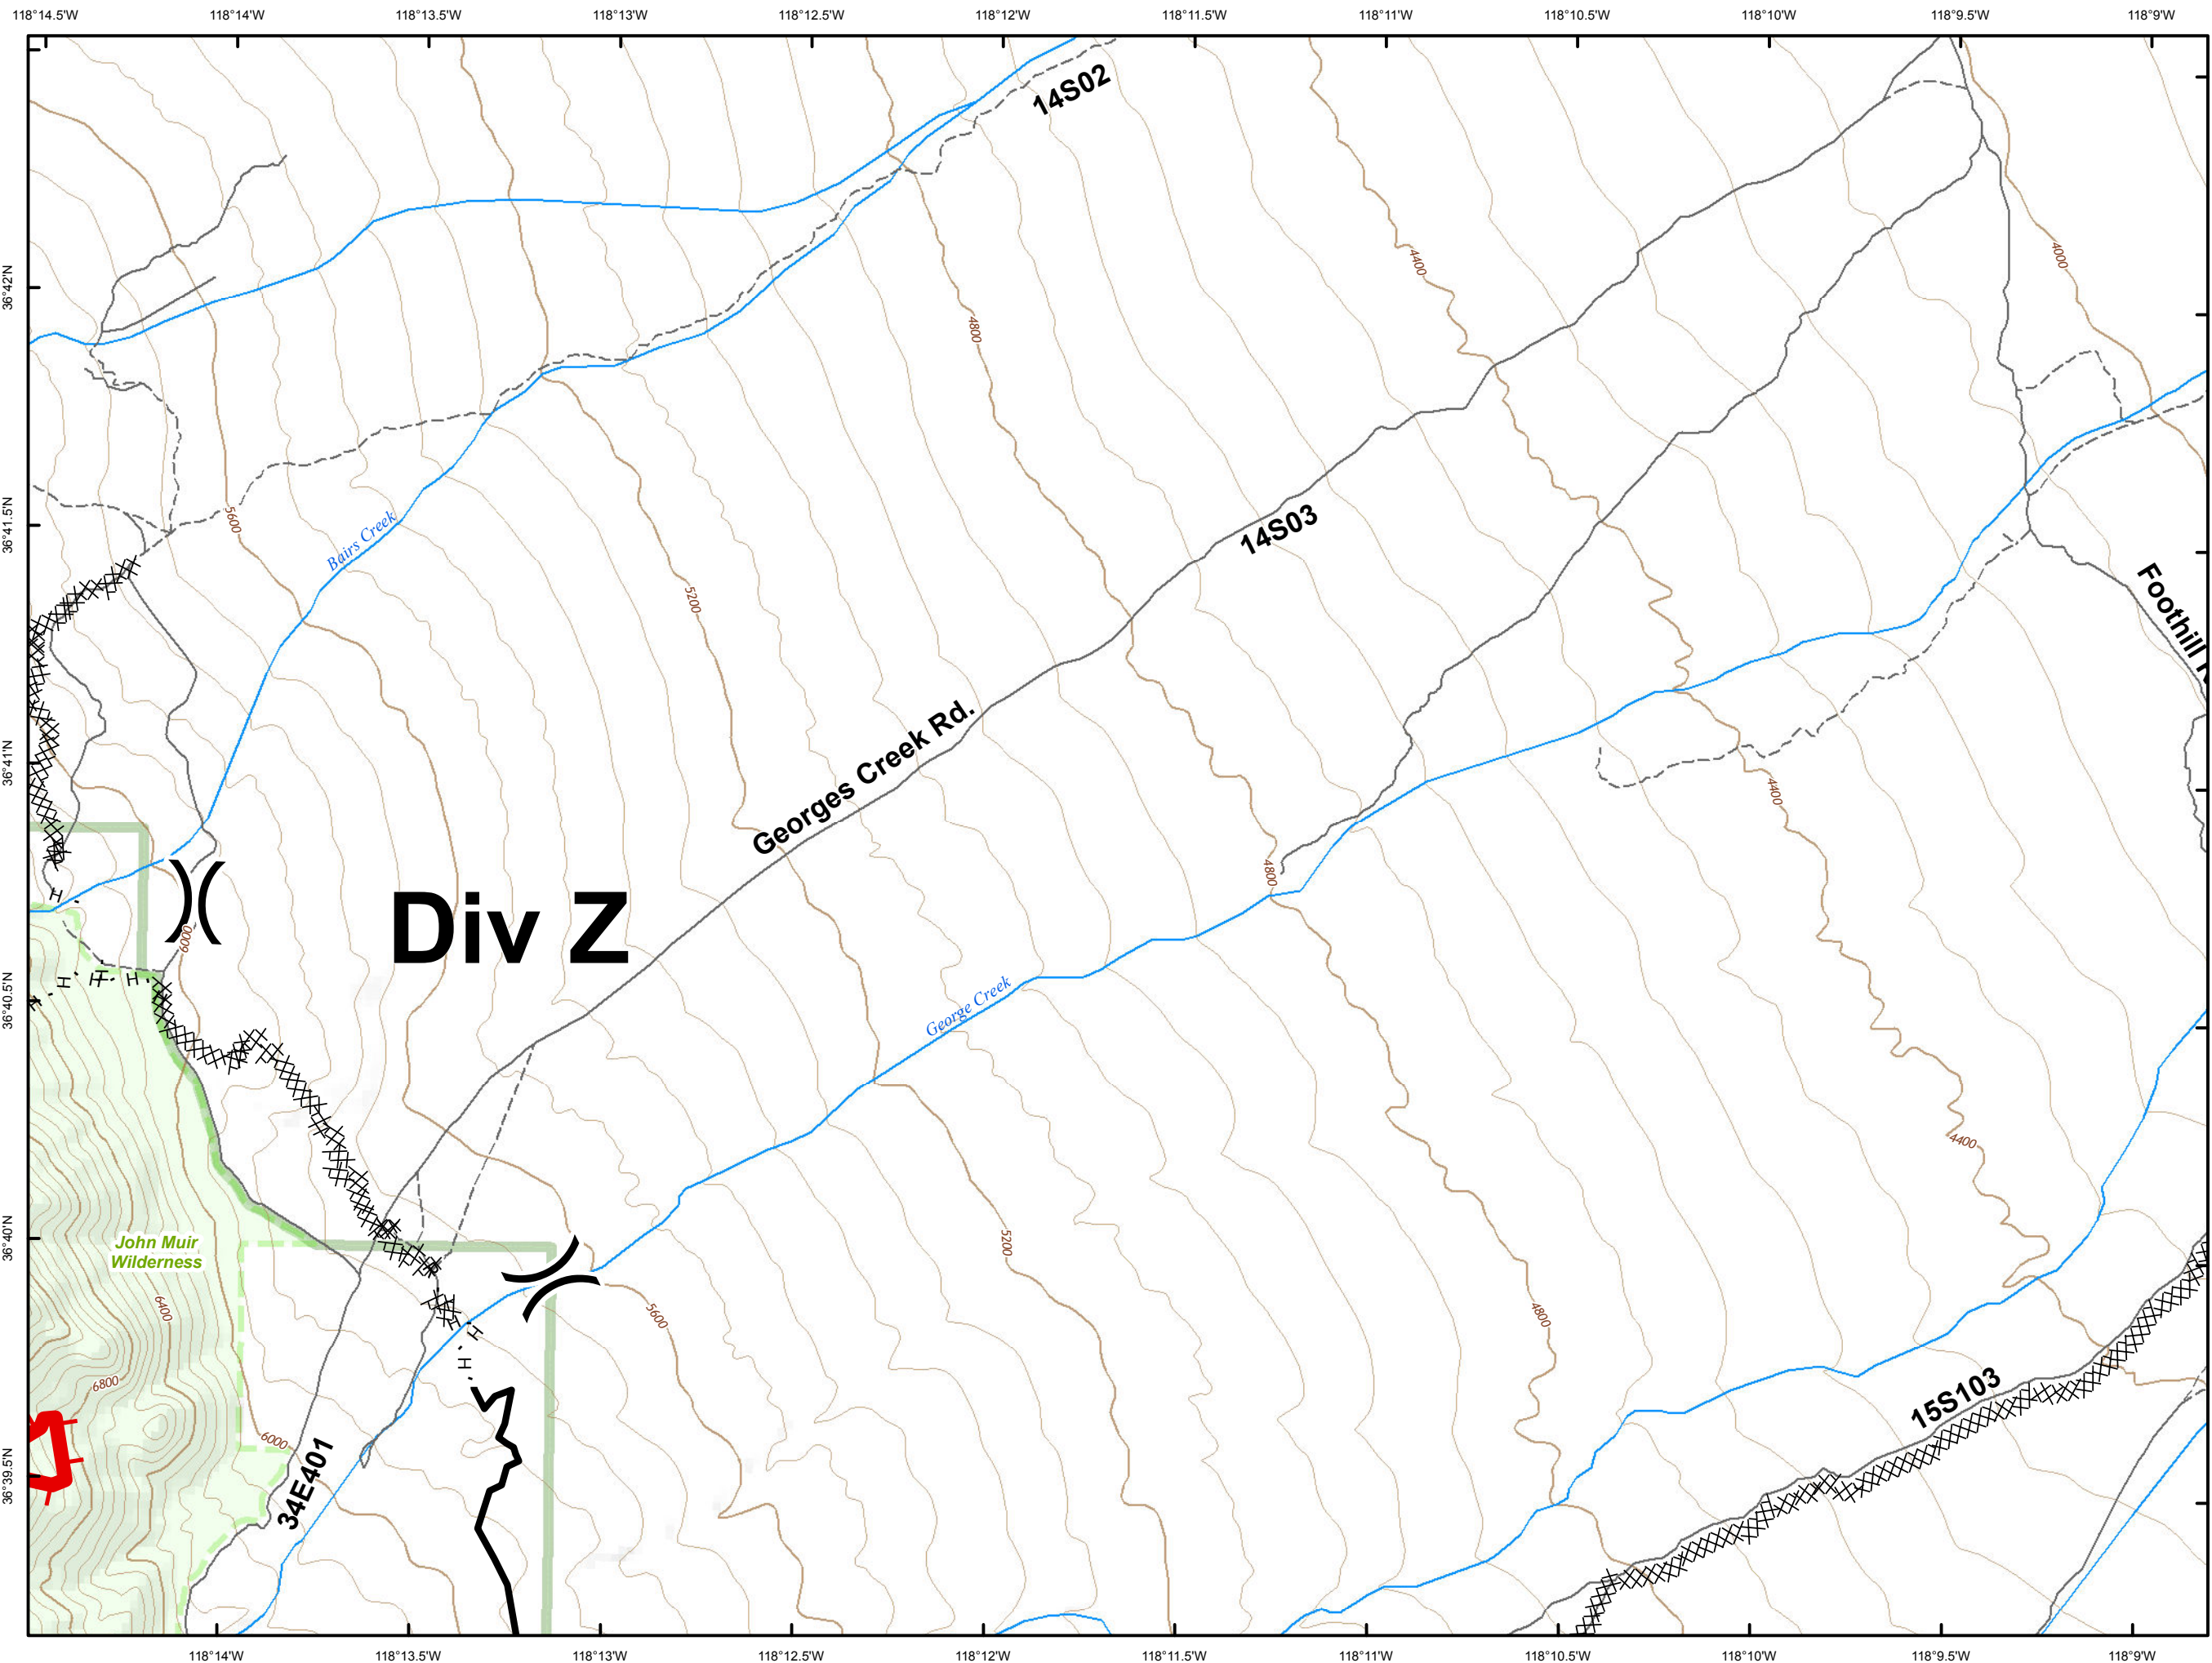 118°14.5'W 118°14'W 118°13.5'W 118°13'W 118°12.5'W 118°12'W 118°11.5'W 118°11'W 118°10.5'W 118°10'W 118°9.5'W 118°9'W
14S02
36°42'N
4400
4000
4800
36°41.5'N
5600
Bairs Creek
14S03
5200
Foothill
36°41'N
Georges Creek Rd.
4400
4800
Div Z
6000
36°40.5'N
George Creek
4400
36°40'N
John Muir
Wilderness
5200
6400
5600
4800
6800
15S103
6000
36°39.5'N
34E401
118°14'W 118°13.5'W 118°13'W 118°12.5'W 118°12'W 118°11.5'W 118°11'W 118°10.5'W 118°10'W 118°9.5'W 118°9'W